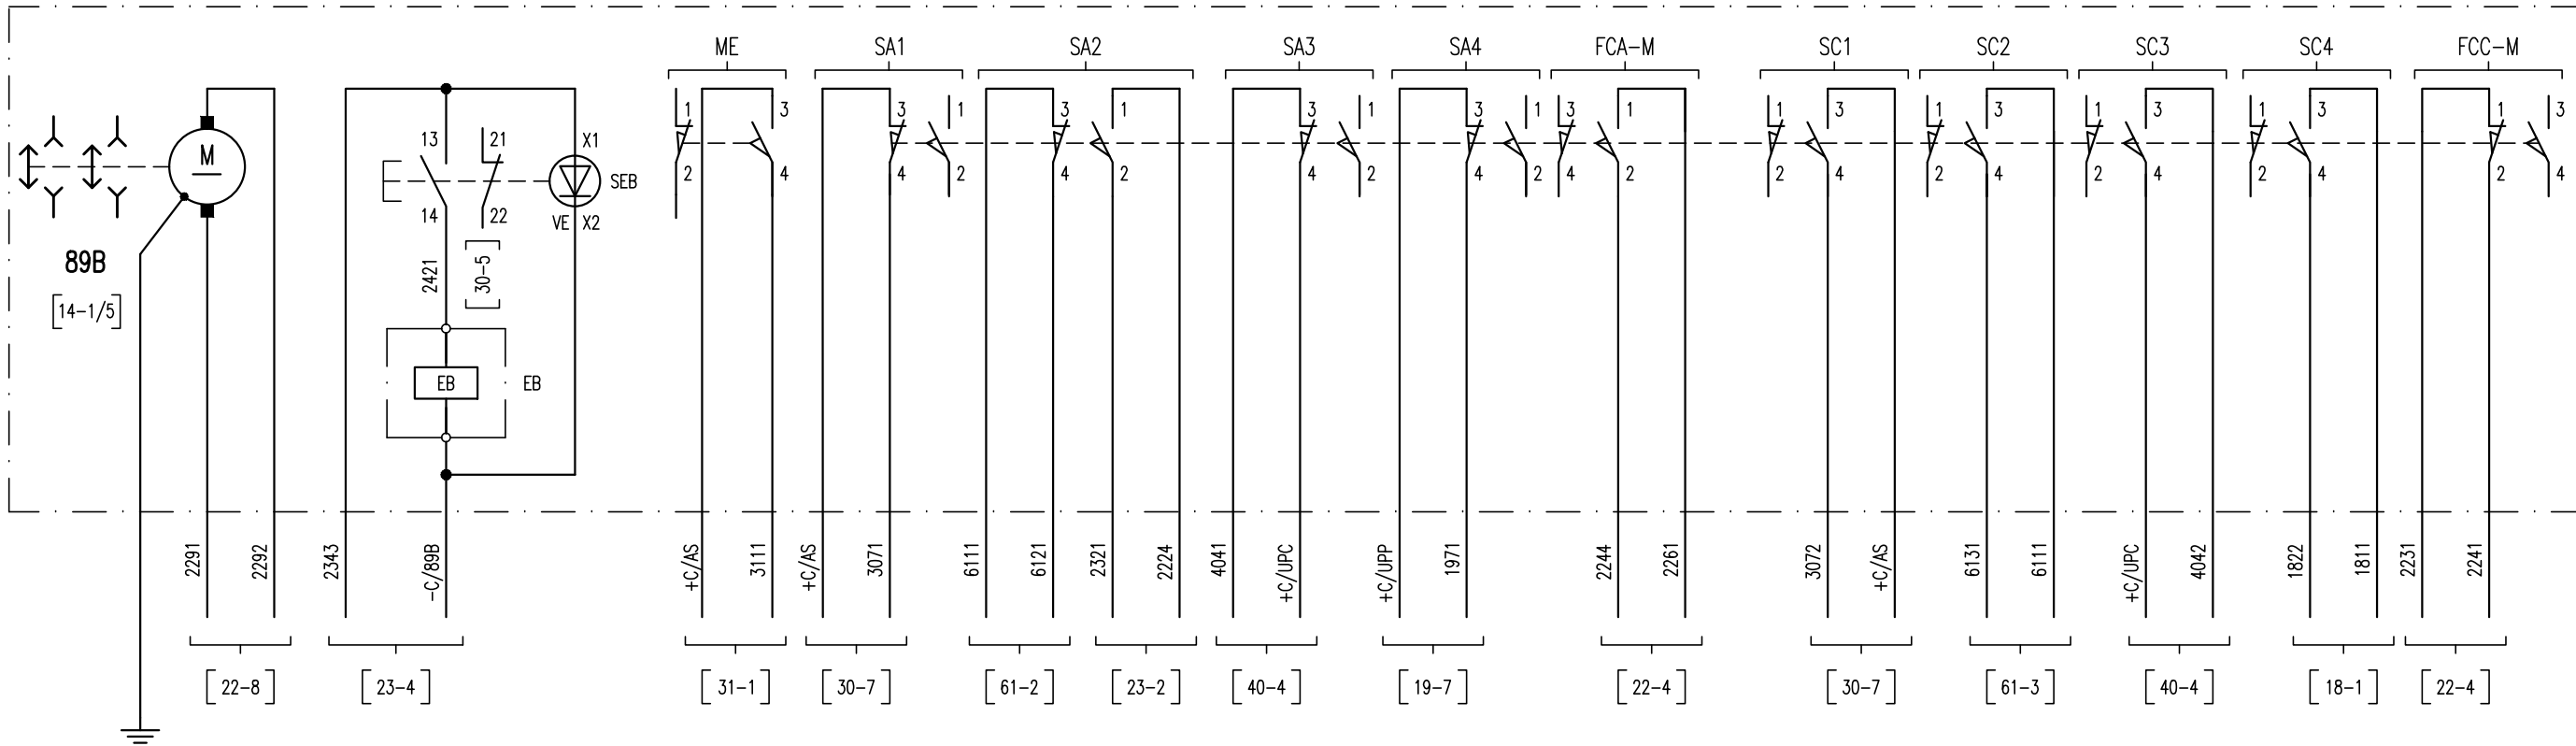 ME SA1 SA2 SA3 SA4 FCA-M SC1 SC2 SC3 SC4 FCC-M
1 3 3 1 3 1 3 1 3 1 3 1 1 3 1 3 1 3 1 3 1 3
M 13 21 X1
2 4 4 2 4 2 4 2 4 2 4 2 2 4 2 4 2 4 2 4 2 4
SEB
14 22 VE X2
89B
2421 30-5
14-1/5
EB EB
2291 2292 2343 -C/89B +C/AS 3111 +C/AS 3071 6111 6121 2321 2224 4041 +C/UPC +C/UPP 1971 2244 2261 3072 +C/AS 6131 6111 +C/UPC 4042 1822 1811 2231 2241
22-8 23-4 31-1 30-7 61-2 23-2 40-4 19-7 22-4 30-7 61-3 40-4 18-1 22-4